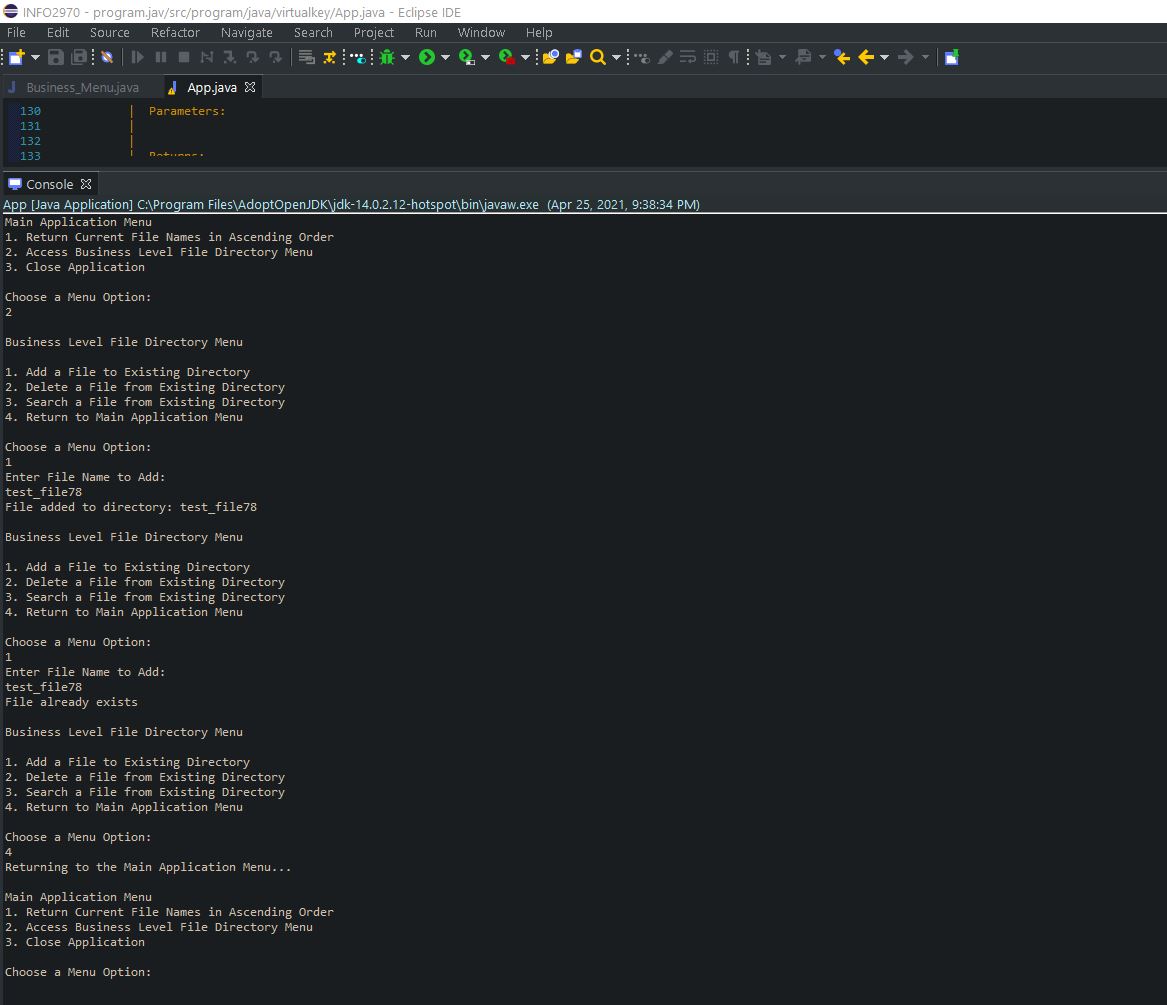 INFO2970 - program.jav/src/program/java/virtualkey/App.java - Eclipse IDE
File Edit Source Refactor Navigate Search Project Run Window Help
Business_Menu.java App.java
130 | Parameters:
131 |
132 |
133 | Returns:
Console
App [Java Application] C:\Program Files\AdoptOpenJDK\jdk-14.0.2.12-hotspot\bin\javaw.exe (Apr 25, 2021, 9:38:34 PM)
Main Application Menu
1. Return Current File Names in Ascending Order
2. Access Business Level File Directory Menu
3. Close Application
Choose a Menu Option:
2
Business Level File Directory Menu
1. Add a File to Existing Directory
2. Delete a File from Existing Directory
3. Search a File from Existing Directory
4. Return to Main Application Menu
Choose a Menu Option:
1
Enter File Name to Add:
test_file78
File added to directory: test_file78
Business Level File Directory Menu
1. Add a File to Existing Directory
2. Delete a File from Existing Directory
3. Search a File from Existing Directory
4. Return to Main Application Menu
Choose a Menu Option:
1
Enter File Name to Add:
test_file78
File already exists
Business Level File Directory Menu
1. Add a File to Existing Directory
2. Delete a File from Existing Directory
3. Search a File from Existing Directory
4. Return to Main Application Menu
Choose a Menu Option:
4
Returning to the Main Application Menu...
Main Application Menu
1. Return Current File Names in Ascending Order
2. Access Business Level File Directory Menu
3. Close Application
Choose a Menu Option: